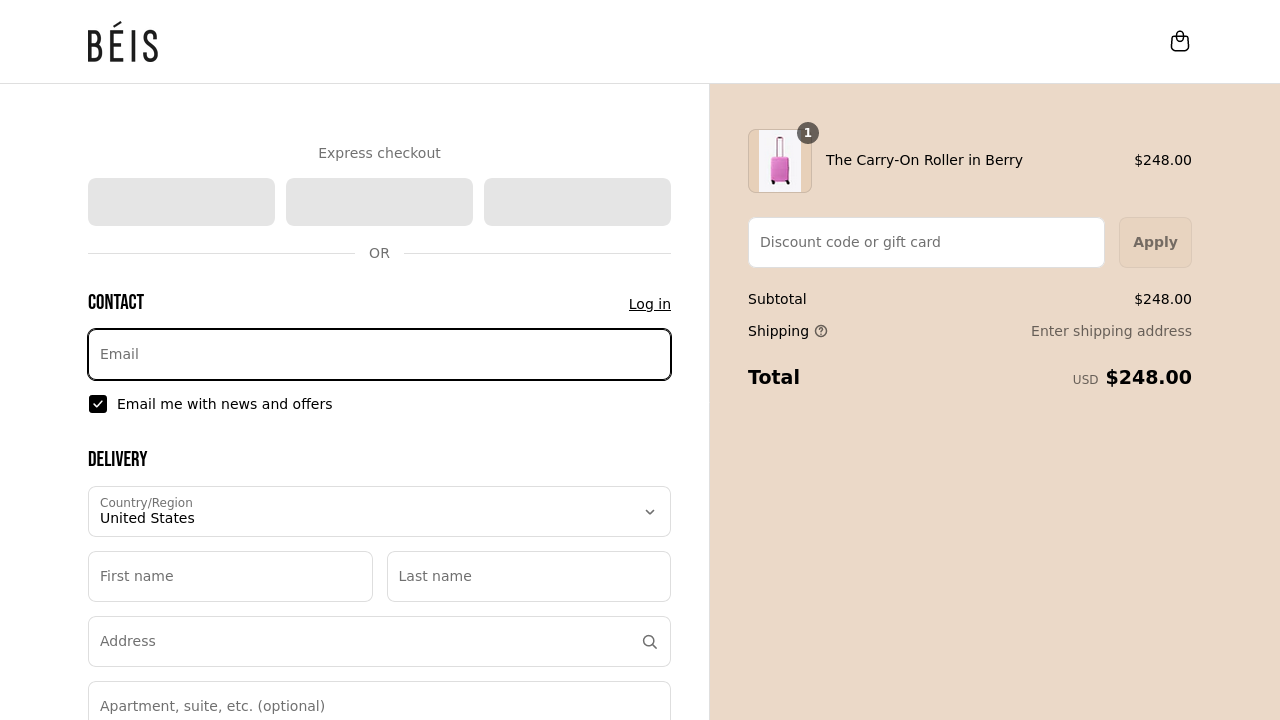 BÉIS
Express checkout
OR
CONTACT
Log in
Email
Email me with news and offers
DELIVERY
Country/Region
United States
First name
Last name
Address
Apartment, suite, etc. (optional)
1
The Carry-On Roller in Berry
$248.00
Discount code or gift card
Apply
Subtotal
$248.00
Shipping
Enter shipping address
Total
USD $248.00